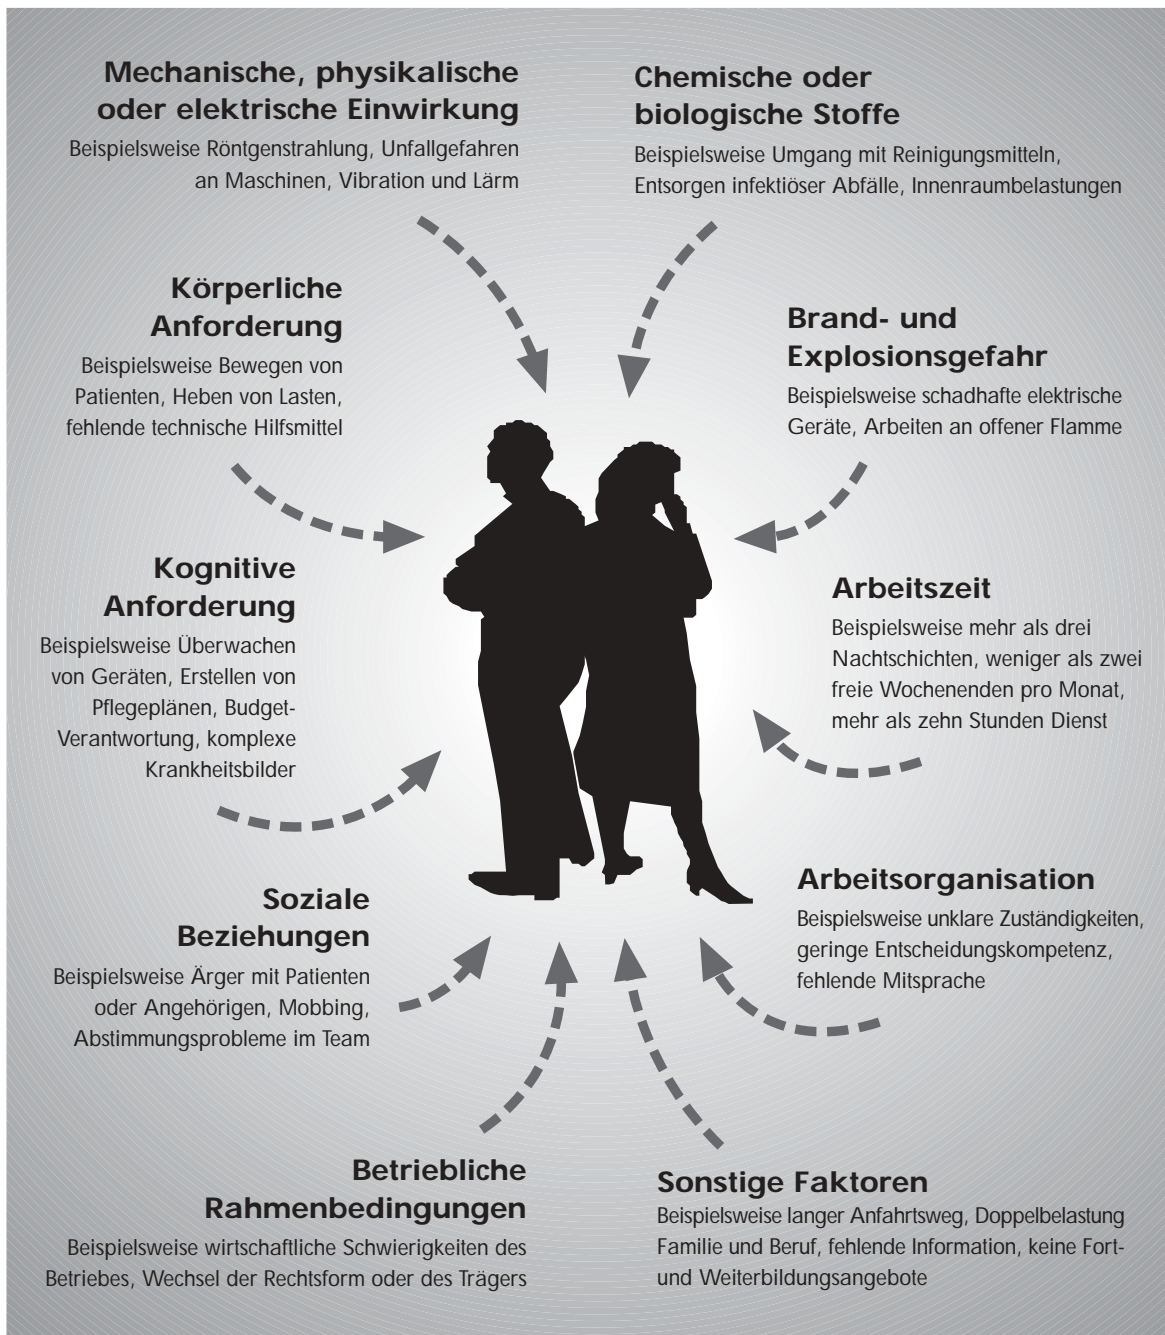 Mechanische, physikalische
oder elektrische Einwirkung
Beispielsweise Röntgenstrahlung, Unfallgefahren
an Maschinen, Vibration und Lärm
Chemische oder
biologische Stoffe
Beispielsweise Umgang mit Reinigungsmitteln,
Entsorgen infektiöser Abfälle, Innenraumbelastungen
Körperliche
Anforderung
Beispielsweise Bewegen von
Patienten, Heben von Lasten,
fehlende technische Hilfsmittel
Brand- und
Explosionsgefahr
Beispielsweise schadhafte elektrische
Geräte, Arbeiten an offener Flamme
Kognitive
Anforderung
Beispielsweise Überwachen
von Geräten, Erstellen von
Pflegeplänen, Budget-
Verantwortung, komplexe
Krankheitsbilder
Arbeitszeit
Beispielsweise mehr als drei
Nachtschichten, weniger als zwei
freie Wochenenden pro Monat,
mehr als zehn Stunden Dienst
Soziale
Beziehungen
Beispielsweise Ärger mit Patienten
oder Angehörigen, Mobbing,
Abstimmungsprobleme im Team
Arbeitsorganisation
Beispielsweise unklare Zuständigkeiten,
geringe Entscheidungskompetenz,
fehlende Mitsprache
Betriebliche
Rahmenbedingungen
Beispielsweise wirtschaftliche Schwierigkeiten des
Betriebes, Wechsel der Rechtsform oder des Trägers
Sonstige Faktoren
Beispielsweise langer Anfahrtsweg, Doppelbelastung
Familie und Beruf, fehlende Information, keine Fort-
und Weiterbildungsangebote